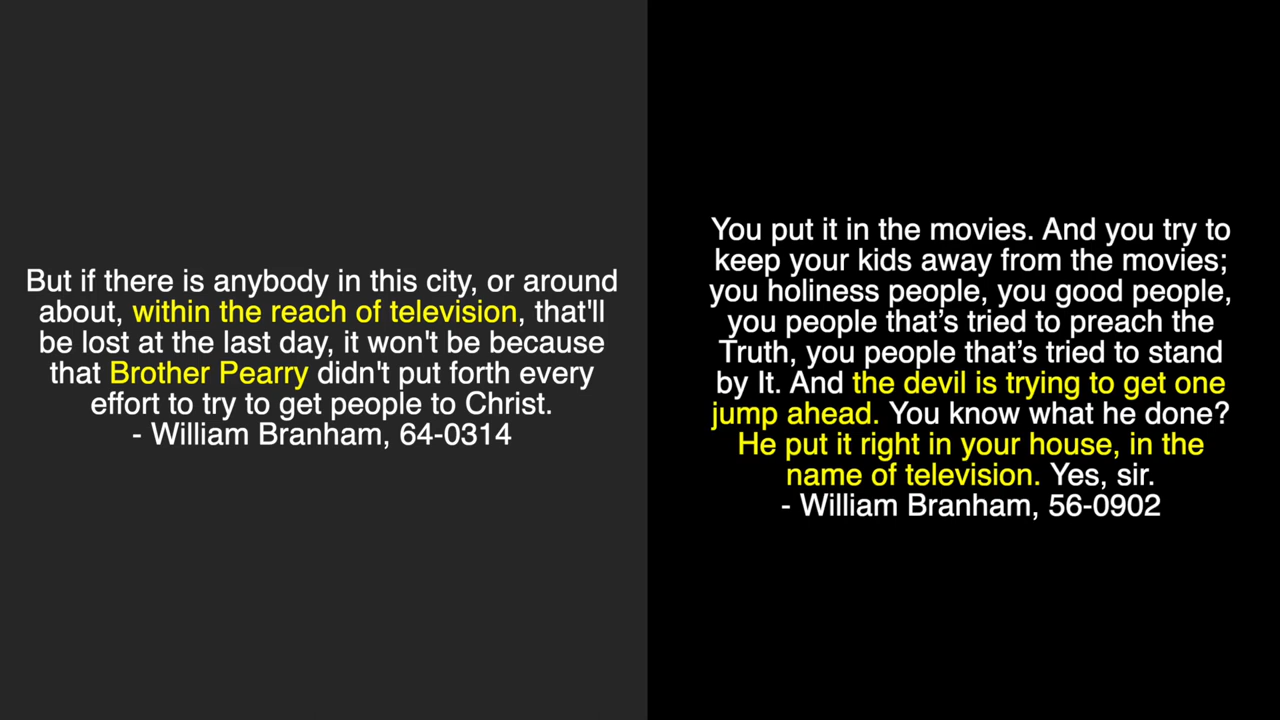 But if there is anybody in this city, or around
about, within the reach of television, that'll
be lost at the last day, it won't be because
that Brother Pearry didn't put forth every
effort to try to get people to Christ.
- William Branham, 64-0314
You put it in the movies. And you try to
keep your kids away from the movies;
you holiness people, you good people,
you people that’s tried to preach the
Truth, you people that’s tried to stand
by It. And the devil is trying to get one
jump ahead. You know what he done?
He put it right in your house, in the
name of television. Yes, sir.
- William Branham, 56-0902